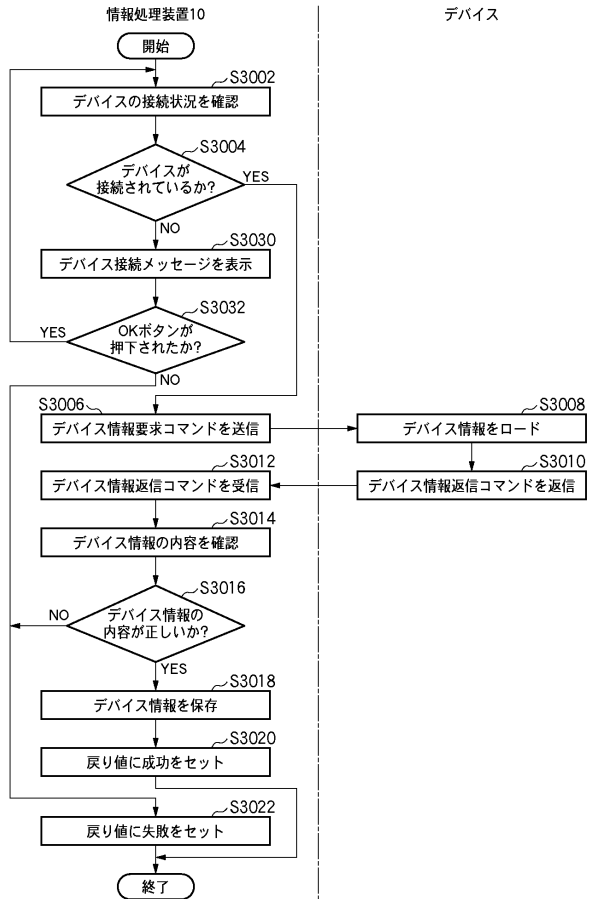 情報処理装置10
デバイス
開始
S3002
デバイスの接続状況を確認
S3004
デバイスが
接続されているか?
YES
NO
S3030
デバイス接続メッセージを表示
S3032
OKボタンが
押下されたか?
YES
NO
S3006
デバイス情報要求コマンドを送信
S3008
デバイス情報をロード
S3012
デバイス情報返信コマンドを受信
S3010
デバイス情報返信コマンドを返信
S3014
デバイス情報の内容を確認
S3016
デバイス情報の
内容が正しいか?
NO
YES
S3018
デバイス情報を保存
S3020
戻り値に成功をセット
S3022
戻り値に失敗をセット
終了